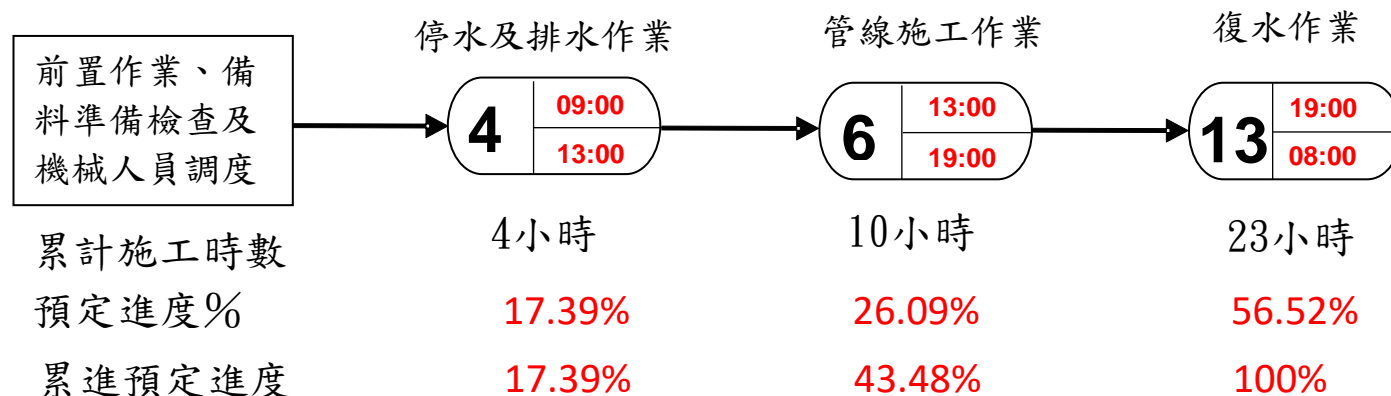 停水及排水作業
管線施工作業
復水作業
前置作業、備
料準備檢查及
機械人員調度
4
09:00
13:00
6
13:00
19:00
13
19:00
08:00
累計施工時數
4小時
10小時
23小時
預定進度%
17.39%
26.09%
56.52%
累進預定進度
17.39%
43.48%
100%